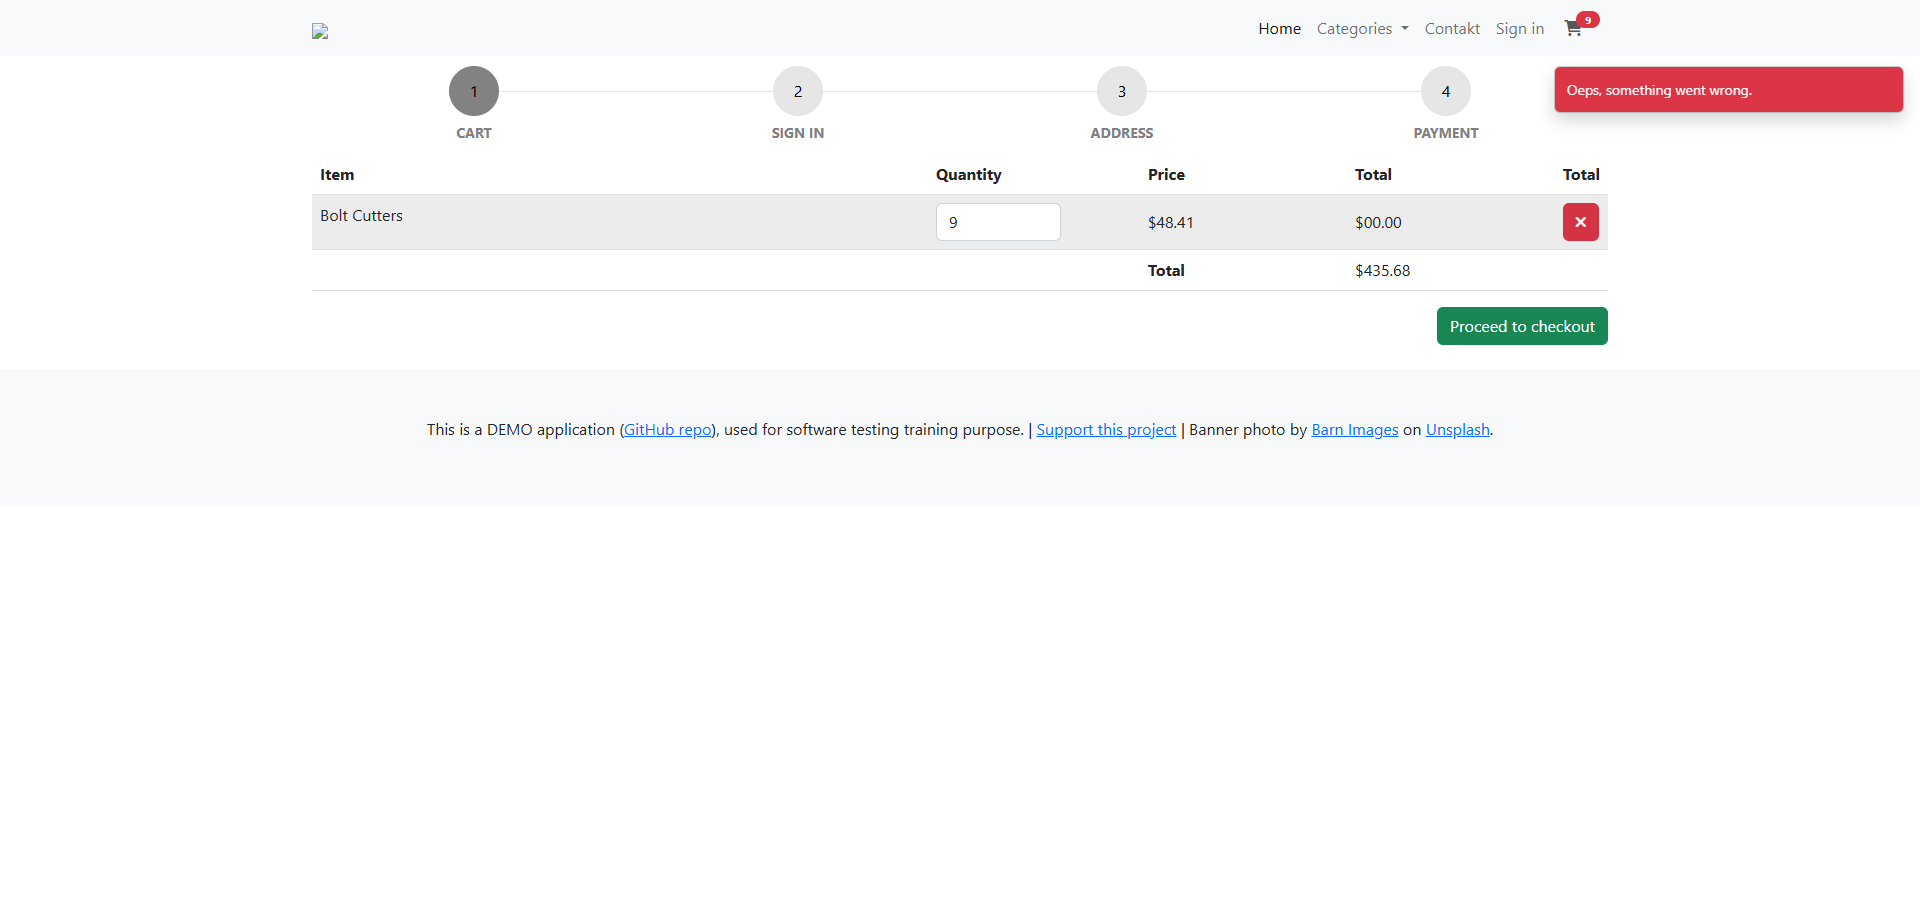 Home Categories Contakt Sign in 9
1 2 3 4
Oeps, something went wrong.
CART SIGN IN ADDRESS PAYMENT
Item Quantity Price Total Total
Bolt Cutters 9 $48.41 $00.00
Total $435.68
Proceed to checkout
This is a DEMO application (GitHub repo), used for software testing training purpose. | Support this project | Banner photo by Barn Images on Unsplash.